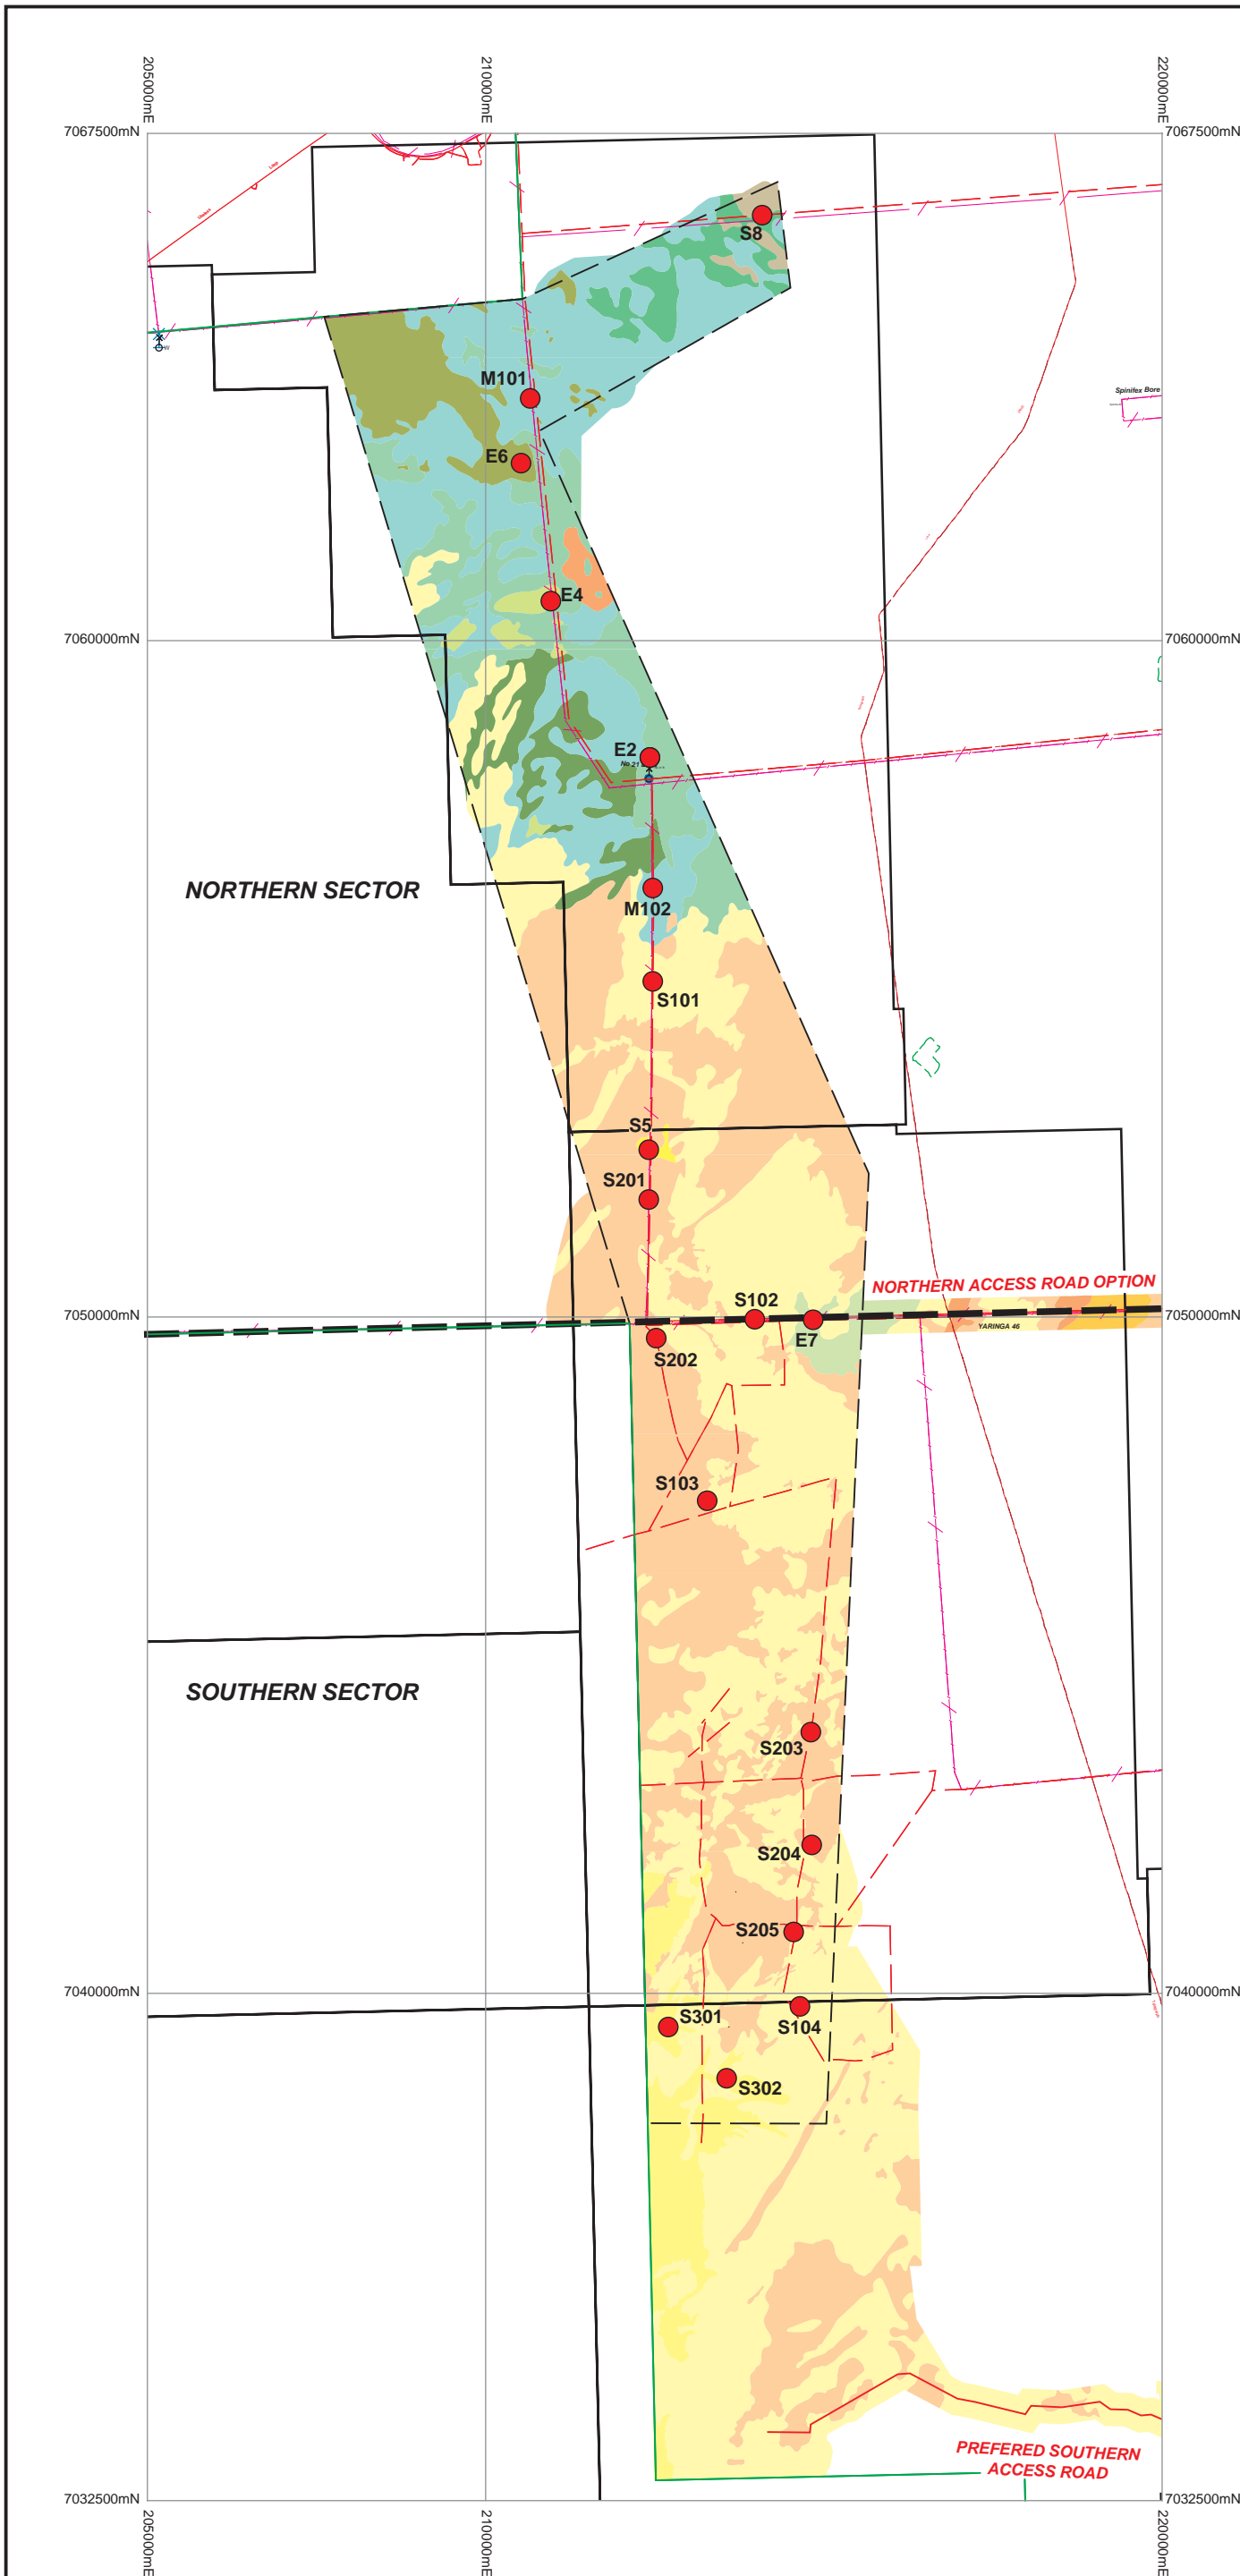 205000mE
210000mE
220000mE
7067500mN
7067500mN
S8
M101
Spinifex Bore
E6
E4
7060000mN
7060000mN
E2
No 21
NORTHERN SECTOR
M102
S101
S5
S201
NORTHERN ACCESS ROAD OPTION
S102
7050000mN
7050000mN
YARINGA 46
E7
S202
S103
SOUTHERN SECTOR
S203
S204
S205
7040000mN
7040000mN
S301
S104
S302
PREFERED SOUTHERN
ACCESS ROAD
7032500mN
7032500mN
205000mE
210000mE
220000mE